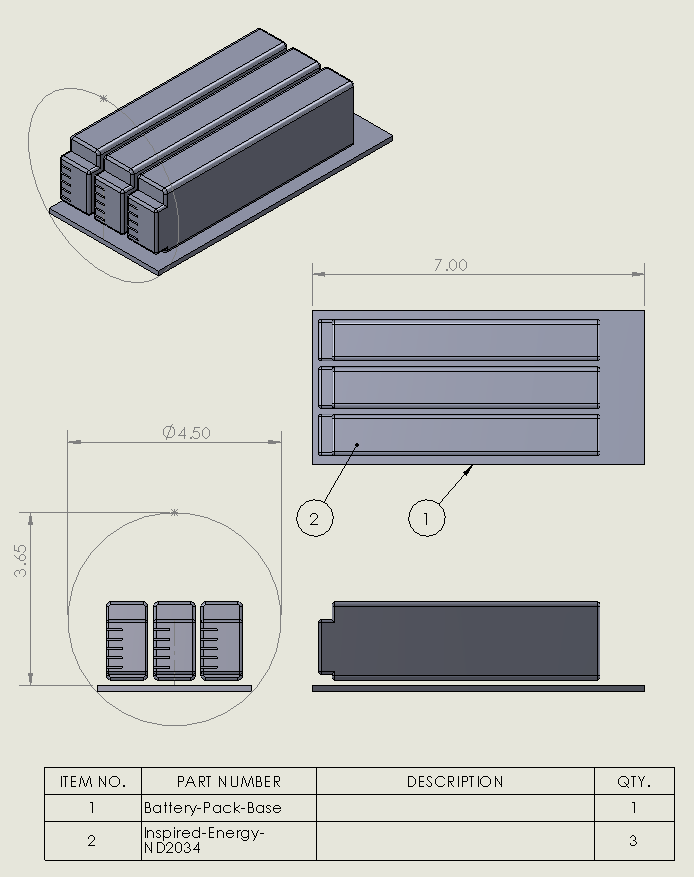 7.00
Ø4.50
2
1
3.65
ITEM NO. PART NUMBER DESCRIPTION QTY.
1 Battery-Pack-Base 1
2 Inspired-Energy-
ND2034 3